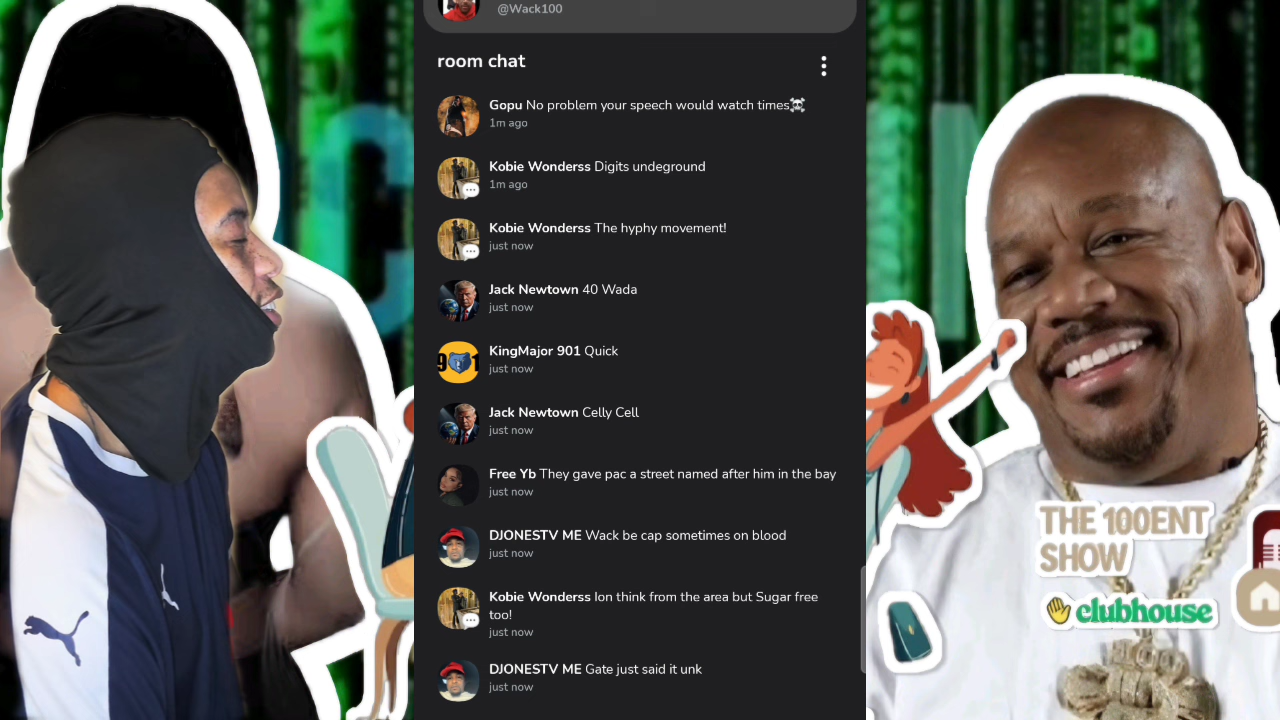 @Wack100
room chat
Gopu No problem your speech would watch times☠️
1m ago
Kobie Wonderss Digits undeground
1m ago
Kobie Wonderss The hyphy movement!
just now
Jack Newtown 40 Wada
just now
KingMajor 901 Quick
just now
Jack Newtown Celly Cell
just now
Free Yb They gave pac a street named after him in the bay
just now
DJONESTV ME Wack be cap sometimes on blood
just now
Kobie Wonderss Ion think from the area but Sugar free
too!
just now
DJONESTV ME Gate just said it unk
just now
THE 100ENT
SHOW
👋 clubhouse